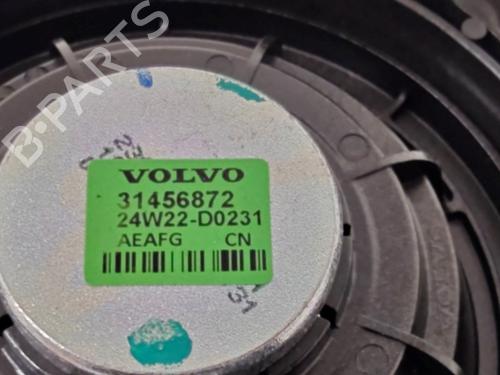 B-PARTS
VOLVO
31456872
24W22-D0231
AEAFG CN